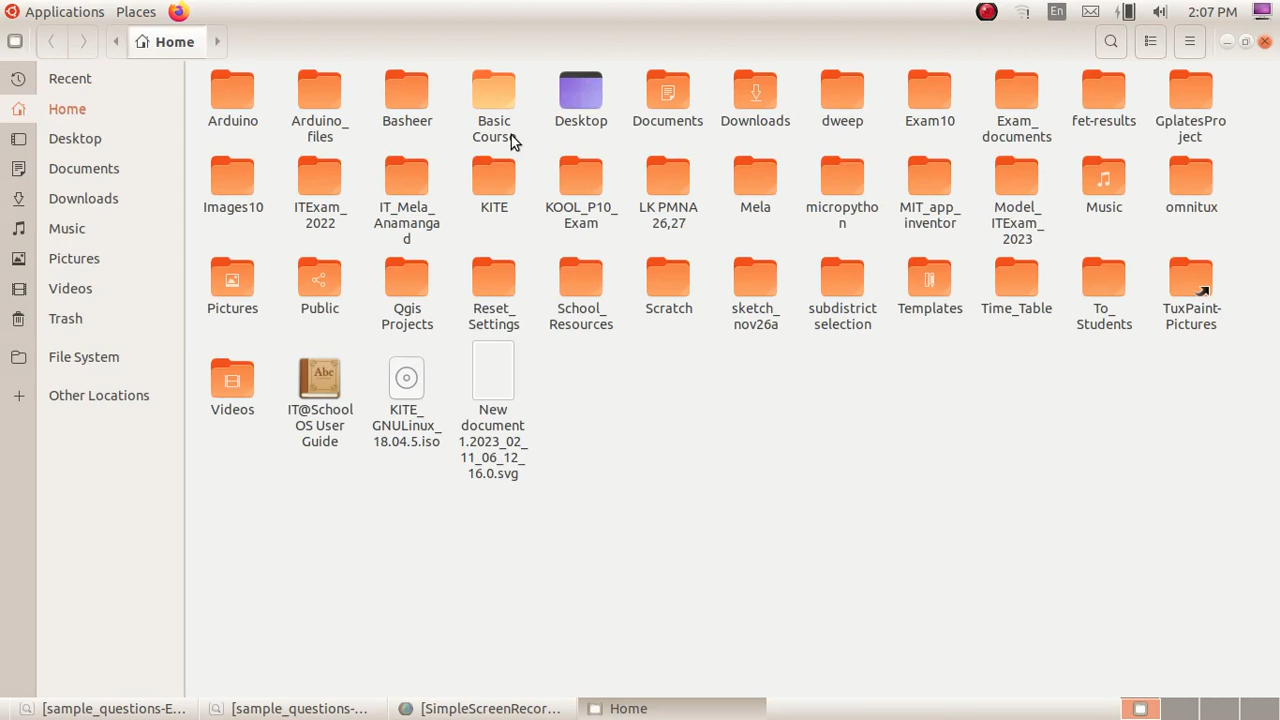 Applications Places En 2:07 PM
Home
Recent
Home
Desktop
Documents
Downloads
Music
Pictures
Videos
Trash
File System
Other Locations
Arduino
Arduino_
files
Basheer
Basic
Course
Desktop
Documents
Downloads
dweep
Exam10
Exam_
documents
fet-results
GplatesPro
ject
Images10
ITExam_
2022
IT_Mela_
Anamanga
d
KITE
KOOL_P10_
Exam
LK PMNA
26,27
Mela
micropytho
n
MIT_app_
inventor
Model_
ITExam_
2023
Music
omnitux
Pictures
Public
Qgis
Projects
Reset_
Settings
School_
Resources
Scratch
sketch_
nov26a
subdistrict
selection
Templates
Time_Table
To_
Students
TuxPaint-
Pictures
Videos
Abc
IT@School
OS User
Guide
KITE_
GNULinux_
18.04.5.iso
New
document
1.2023_02_
11_06_12_
16.0.svg
[sample_questions-E... [sample_questions-... [SimpleScreenRecor... Home